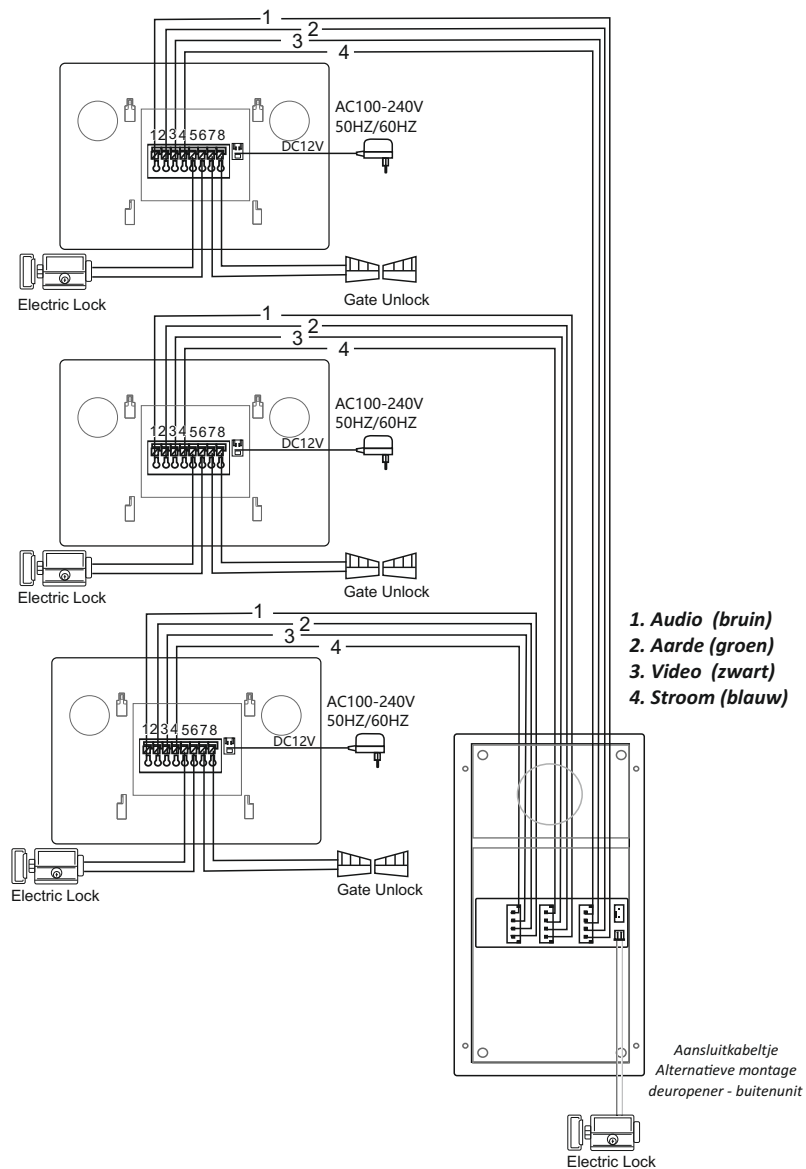 1
2
3
4
AC100-240V
50HZ/60HZ
12345678
DC12V
Electric Lock
Gate Unlock
1
2
3
4
AC100-240V
50HZ/60HZ
12345678
DC12V
Electric Lock
Gate Unlock
1
2
3
4
AC100-240V
50HZ/60HZ
12345678
DC12V
Electric Lock
Gate Unlock
1. Audio (bruin)
2. Aarde (groen)
3. Video (zwart)
4. Stroom (blauw)
Aansluitkabeltje
Alternatieve montage
deuropener - buitenunit
Electric Lock